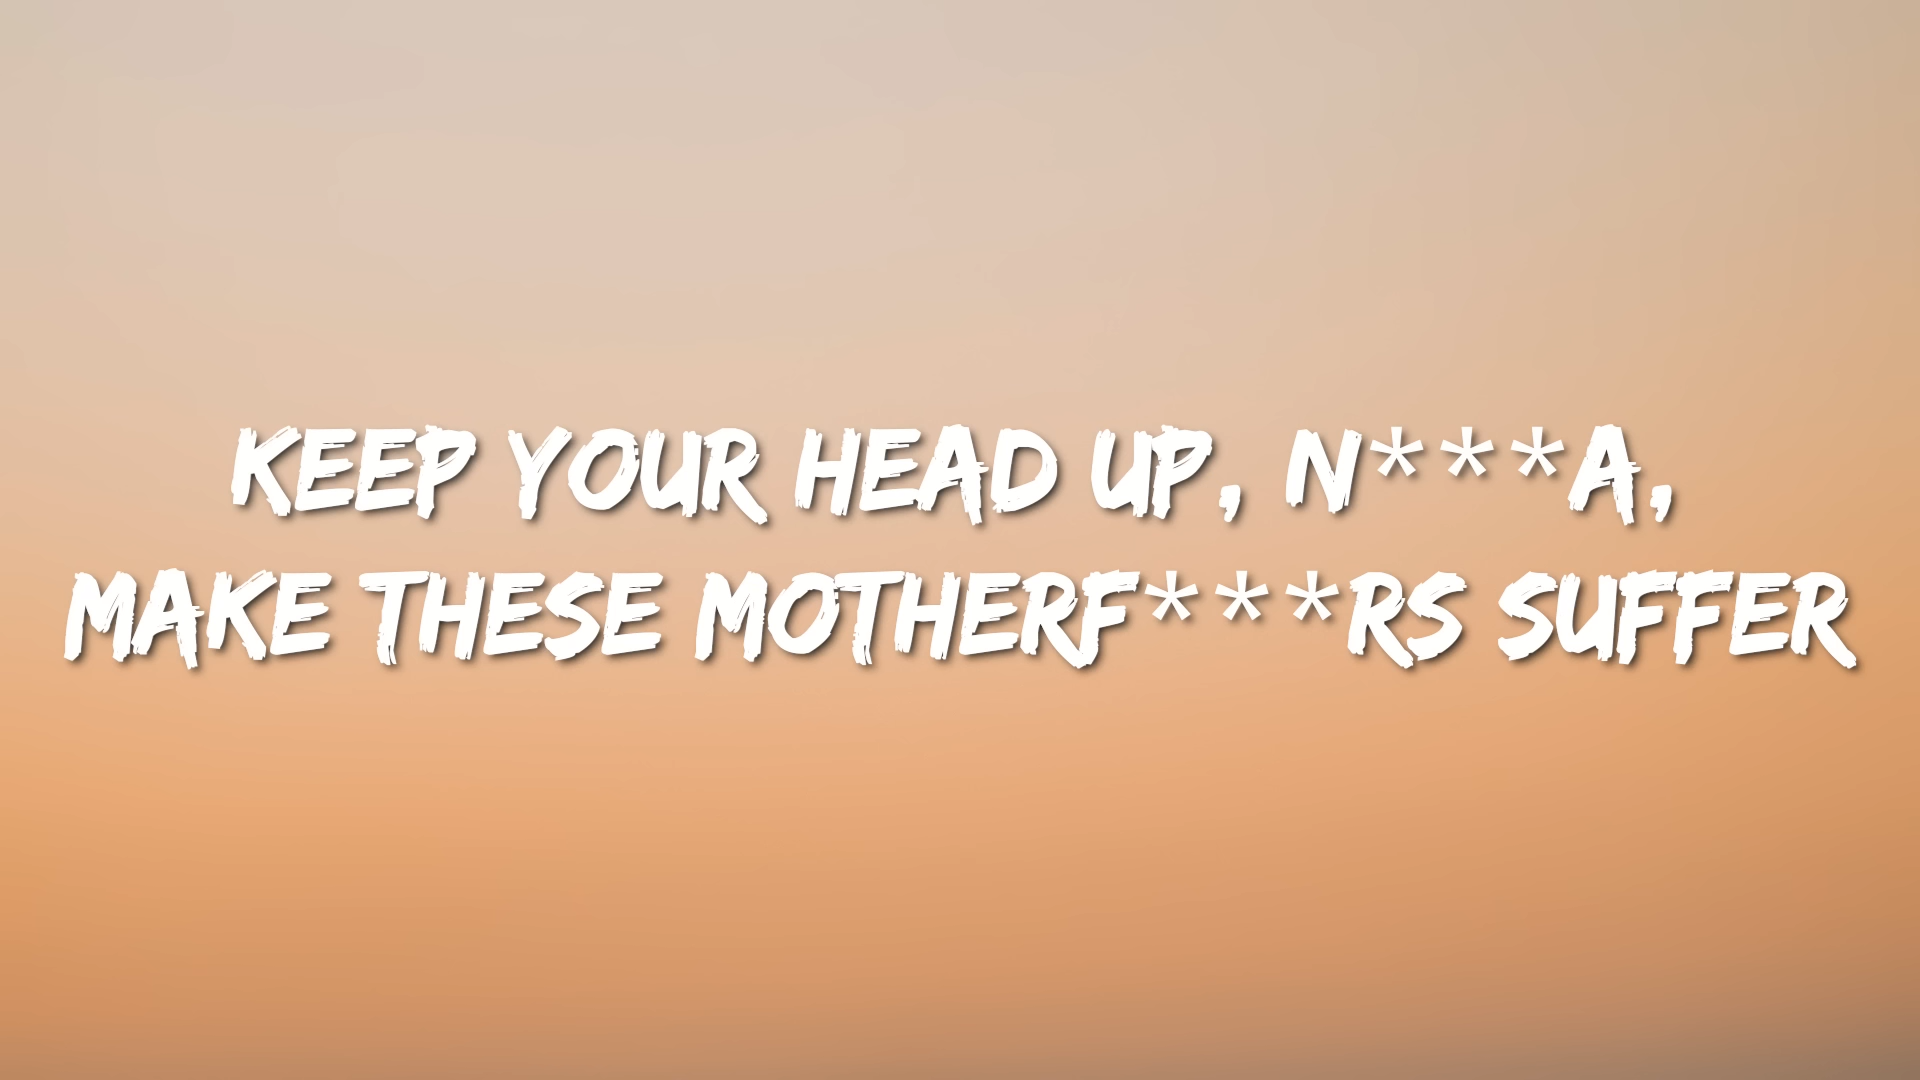 KEEP YOUR HEAD UP, N***A,
MAKE THESE MOTHERF***RS SUFFER